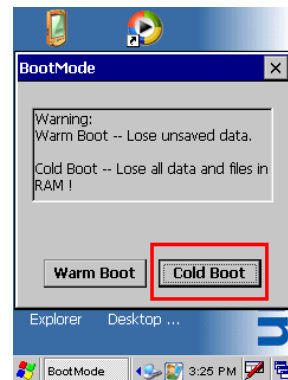 BootMode
Warning:
Warm Boot -- Lose unsaved data.
Cold Boot -- Lose all data and files in
RAM !
Warm Boot Cold Boot
Explorer Desktop ...
BootMode 3:25 PM